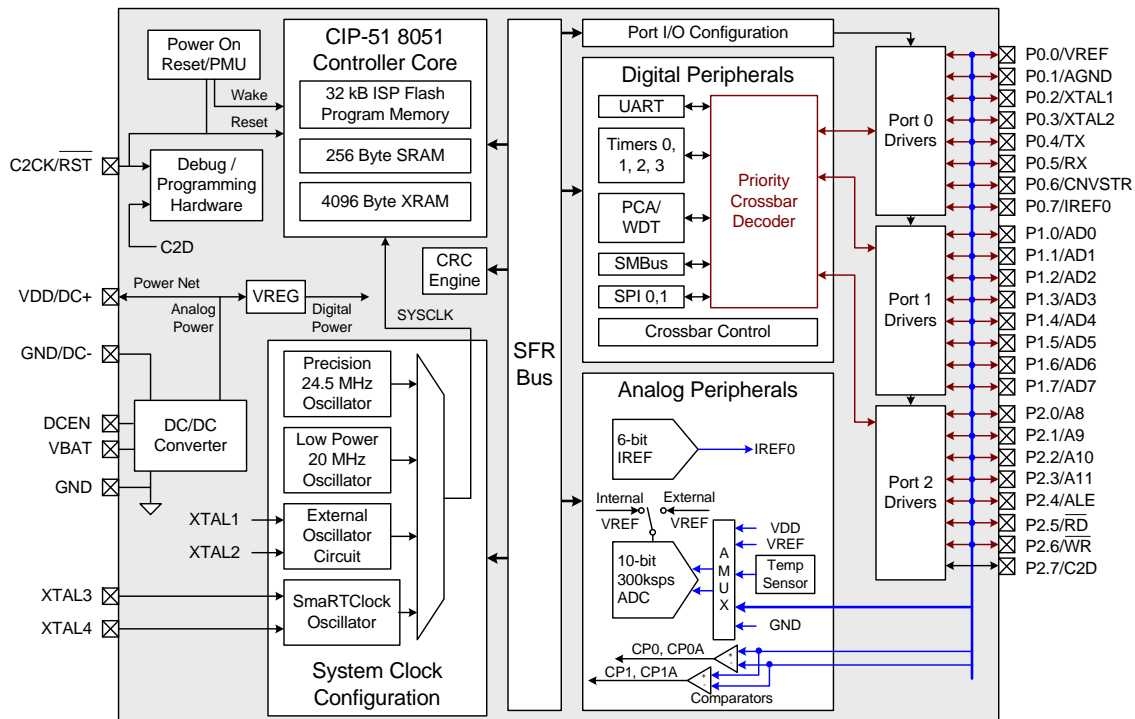 Power On
Reset/PMU
Wake
Reset
C2CK/RST
Debug /
Programming
Hardware
C2D
CIP-51 8051
Controller Core
32 kB ISP Flash
Program Memory
256 Byte SRAM
4096 Byte XRAM
CRC
Engine
VDD/DC+
Power Net
VREG
Analog
Power
Digital
Power
SYSCLK
GND/DC-
DCEN
VBAT
GND
DC/DC
Converter
XTAL1
XTAL2
XTAL3
XTAL4
Precision
24.5 MHz
Oscillator
Low Power
20 MHz
Oscillator
External
Oscillator
Circuit
SmaRTClock
Oscillator
System Clock
Configuration
SFR
Bus
Port I/O Configuration
Digital Peripherals
UART
Timers 0,
1, 2, 3
PCA/
WDT
SMBus
SPI 0,1
Priority
Crossbar
Decoder
Crossbar Control
Analog Peripherals
6-bit
IREF
IREF0
Internal
VREF
External
VREF
10-bit
300ksps
ADC
A
M
U
X
VDD
VREF
Temp
Sensor
GND
CP0, CP0A
+
-
CP1, CP1A
+
-
Comparators
Port 0
Drivers
Port 1
Drivers
Port 2
Drivers
P0.0/VREF
P0.1/AGND
P0.2/XTAL1
P0.3/XTAL2
P0.4/TX
P0.5/RX
P0.6/CNVSTR
P0.7/IREF0
P1.0/AD0
P1.1/AD1
P1.2/AD2
P1.3/AD3
P1.4/AD4
P1.5/AD5
P1.6/AD6
P1.7/AD7
P2.0/A8
P2.1/A9
P2.2/A10
P2.3/A11
P2.4/ALE
P2.5/RD
P2.6/WR
P2.7/C2D